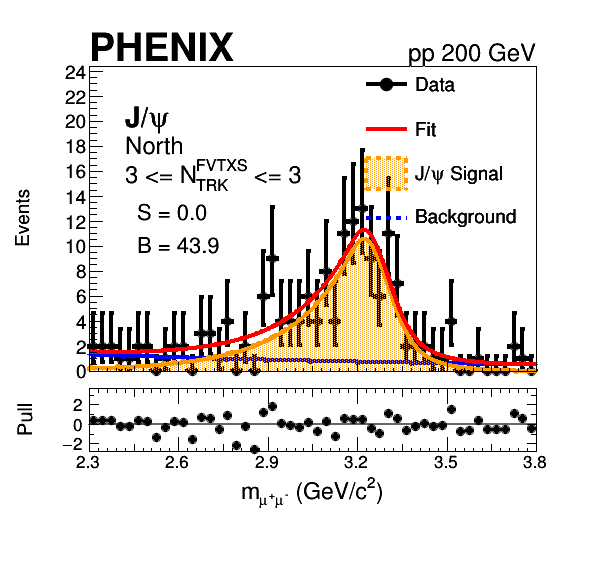 PHENIX
pp 200 GeV
24
22
20
18
16
14
12
10
8
6
4
2
0
Events
J/ψ
North
3 <= N_TRK^FVTXS <= 3
S = 0.0
B = 43.9
Data
Fit
J/ψ Signal
Background
Pull
2
0
−2
2.3 2.6 2.9 3.2 3.5 3.8
m_μ⁺μ⁻ (GeV/c²)